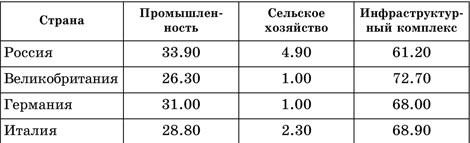 Страна Промышлен- Сельское Инфраструктур-
ность хозяйство ный комплекс
Россия 33.90 4.90 61.20
Великобритания 26.30 1.00 72.70
Германия 31.00 1.00 68.00
Италия 28.80 2.30 68.90